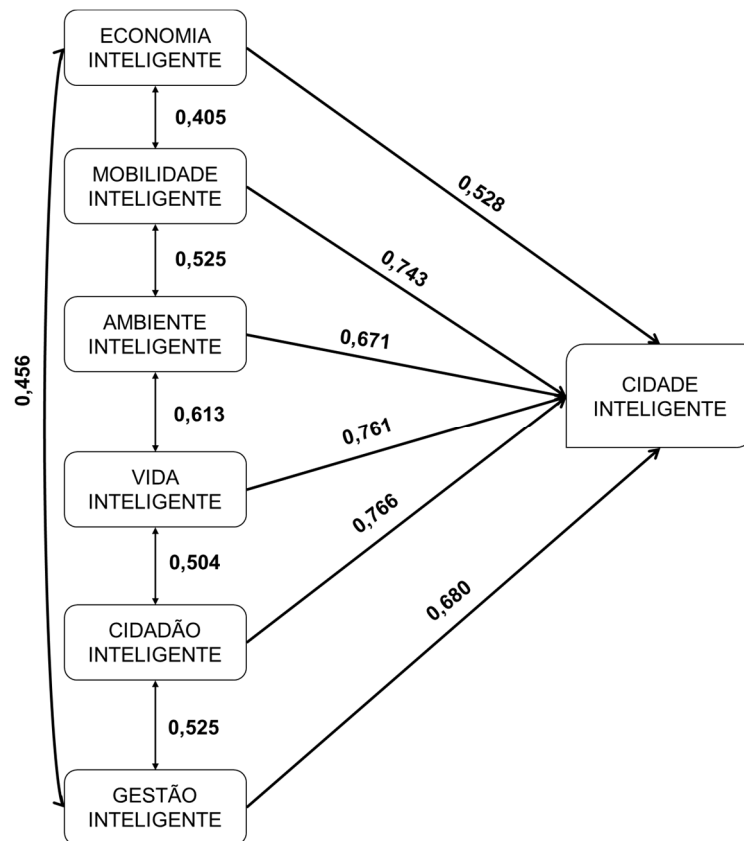 ECONOMIA
INTELIGENTE
0,405
MOBILIDADE
INTELIGENTE
0,528
0,525
0,743
AMBIENTE
INTELIGENTE
0,671
0,456
0,613
CIDADE
INTELIGENTE
0,761
VIDA
INTELIGENTE
0,766
0,504
CIDADÃO
INTELIGENTE
0,680
0,525
GESTÃO
INTELIGENTE